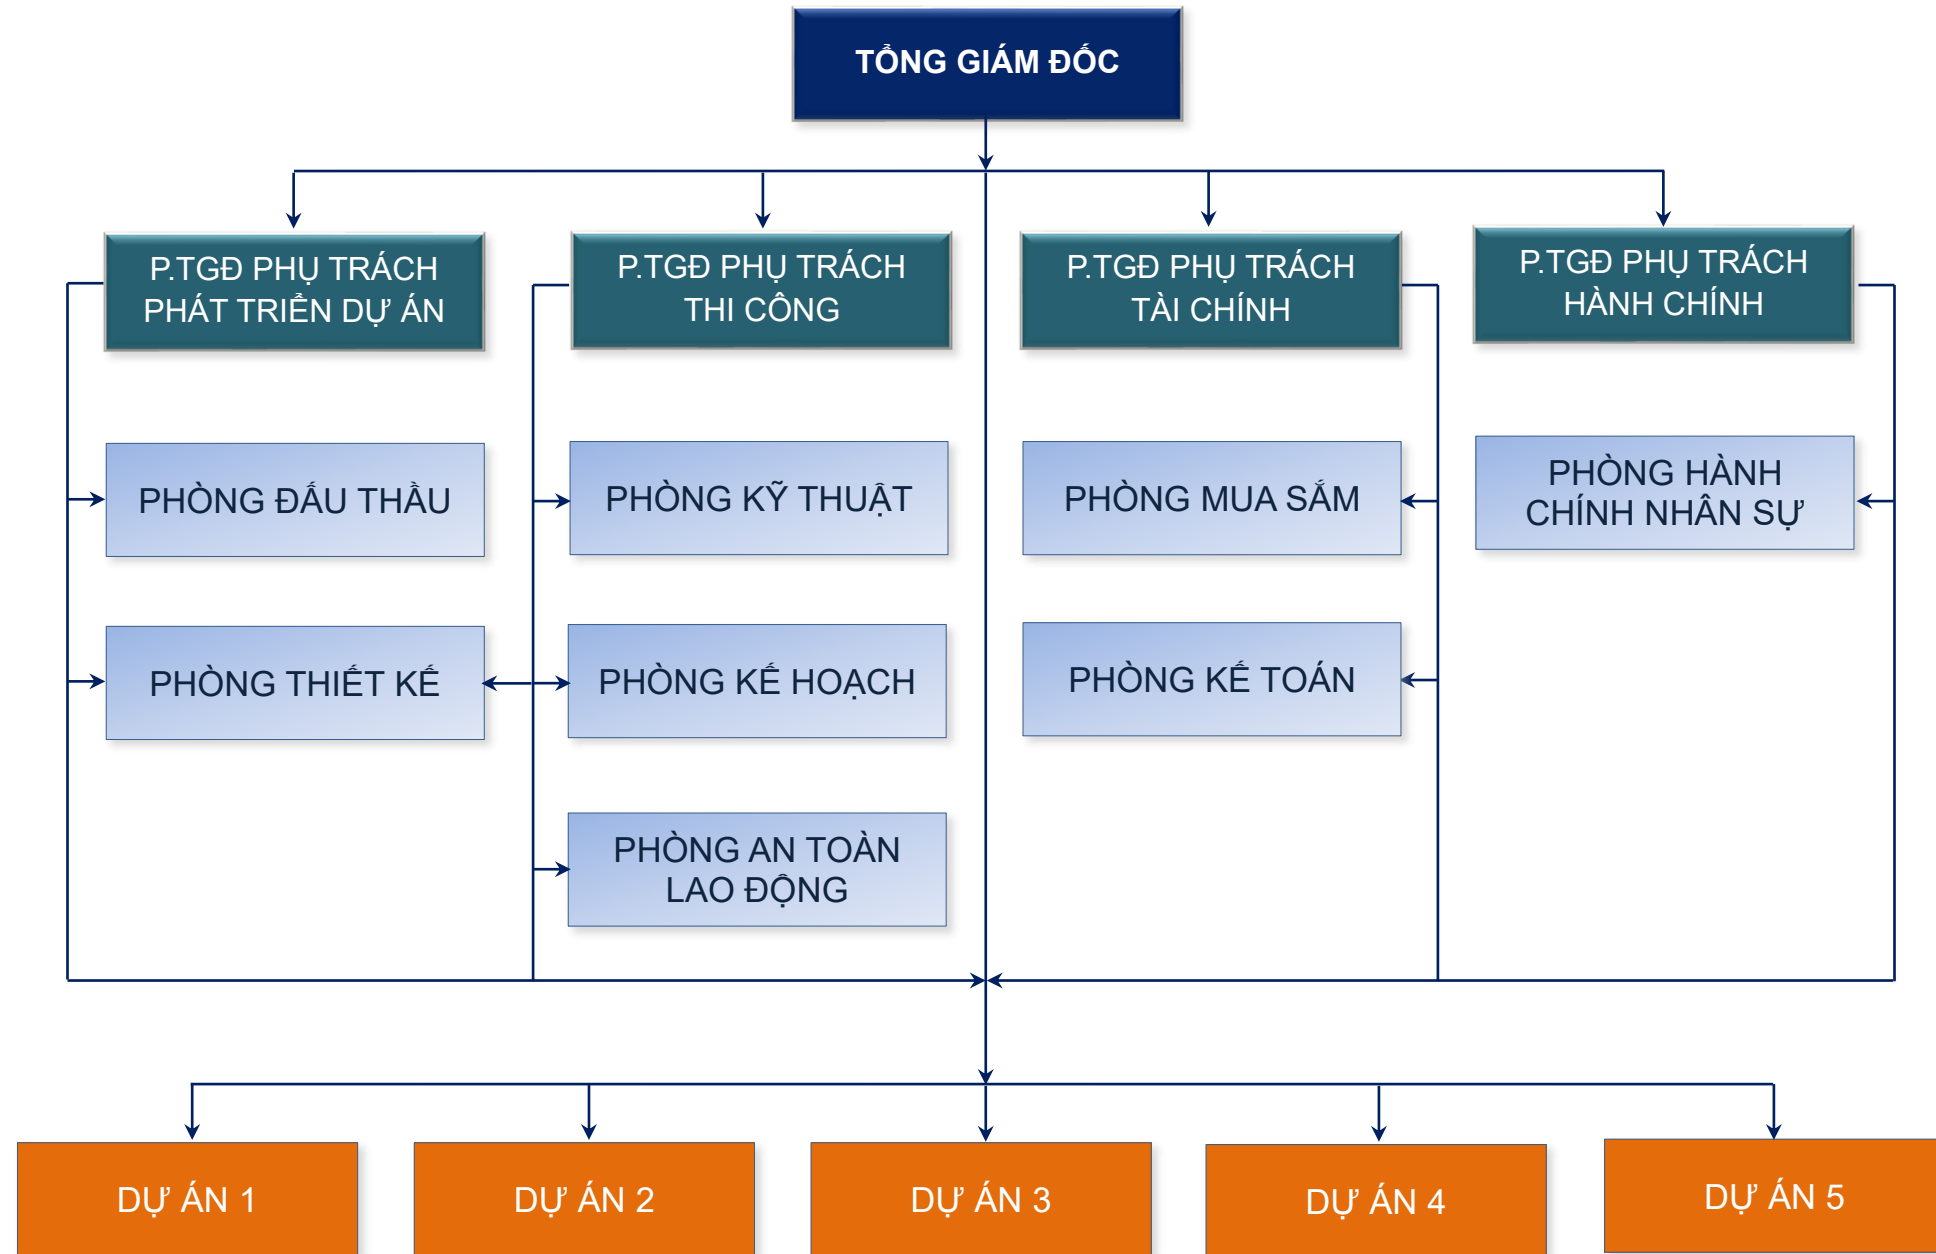 TỔNG GIÁM ĐỐC
P.TGĐ PHỤ TRÁCH
PHÁT TRIỂN DỰ ÁN
P.TGĐ PHỤ TRÁCH
THI CÔNG
P.TGĐ PHỤ TRÁCH
TÀI CHÍNH
P.TGĐ PHỤ TRÁCH
HÀNH CHÍNH
PHÒNG ĐẤU THẦU
PHÒNG KỸ THUẬT
PHÒNG MUA SẮM
PHÒNG HÀNH
CHÍNH NHÂN SỰ
PHÒNG THIẾT KẾ
PHÒNG KẾ HOẠCH
PHÒNG KẾ TOÁN
PHÒNG AN TOÀN
LAO ĐỘNG
DỰ ÁN 1
DỰ ÁN 2
DỰ ÁN 3
DỰ ÁN 4
DỰ ÁN 5